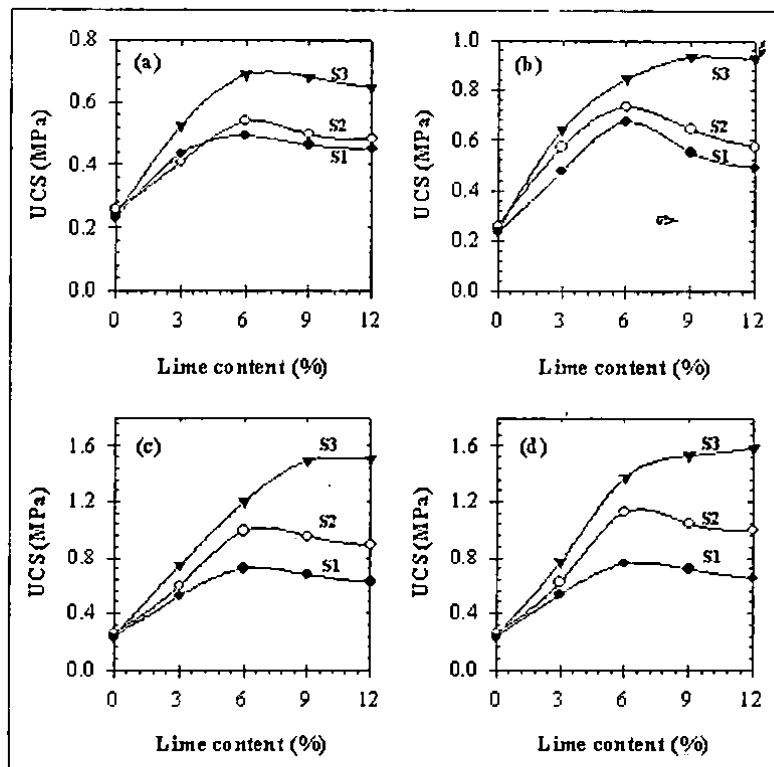 (a)
S3
S2
S1
UCS (MPa)
0.8
0.6
0.4
0.2
0.0
0 3 6 9 12
Lime content (%)
(b)
S3
S2
S1
UCS (MPa)
1.0
0.8
0.6
0.4
0.2
0.0
0 3 6 9 12
Lime content (%)
(c)
S3
S2
S1
UCS (MPa)
1.6
1.2
0.8
0.4
0.0
0 3 6 9 12
Lime content (%)
(d)
S3
S2
S1
UCS (MPa)
1.6
1.2
0.8
0.4
0.0
0 3 6 9 12
Lime content (%)